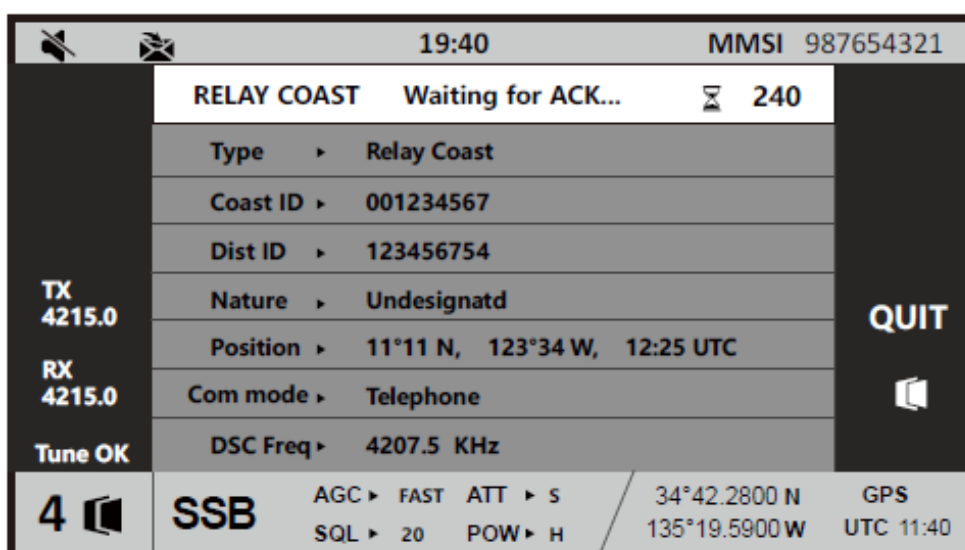 19:40 MMSI 987654321
RELAY COAST Waiting for ACK... 240
Type ▸ Relay Coast
Coast ID ▸ 001234567
Dist ID ▸ 123456754
Nature ▸ Undesignatd
Position ▸ 11°11 N, 123°34 W, 12:25 UTC
Com mode ▸ Telephone
DSC Freq ▸ 4207.5 KHz
TX
4215.0
RX
4215.0
Tune OK
QUIT
4 SSB
AGC ▸ FAST ATT ▸ S
SQL ▸ 20 POW ▸ H
34°42.2800 N
135°19.5900 W
GPS
UTC 11:40